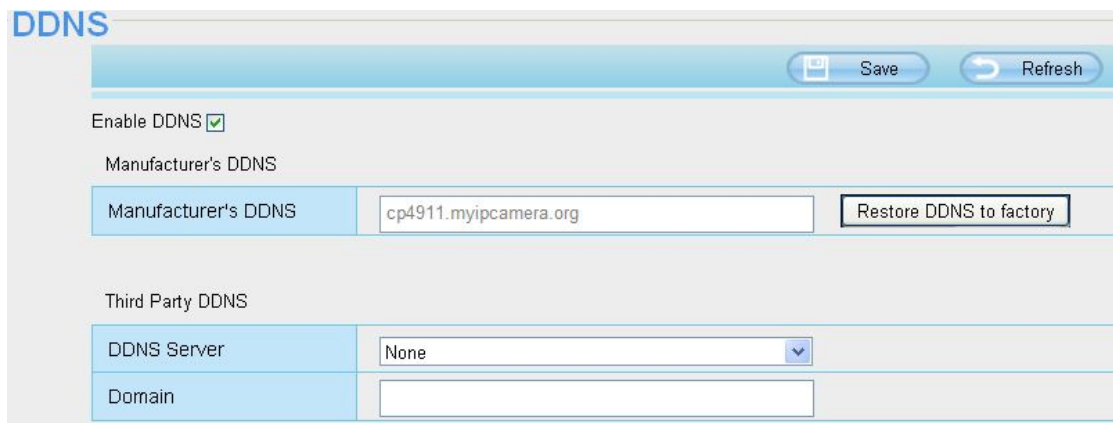 DDNS
Save Refresh
Enable DDNS
Manufacturer's DDNS
Manufacturer's DDNS cp4911.myipcamera.org Restore DDNS to factory
Third Party DDNS
DDNS Server None
Domain